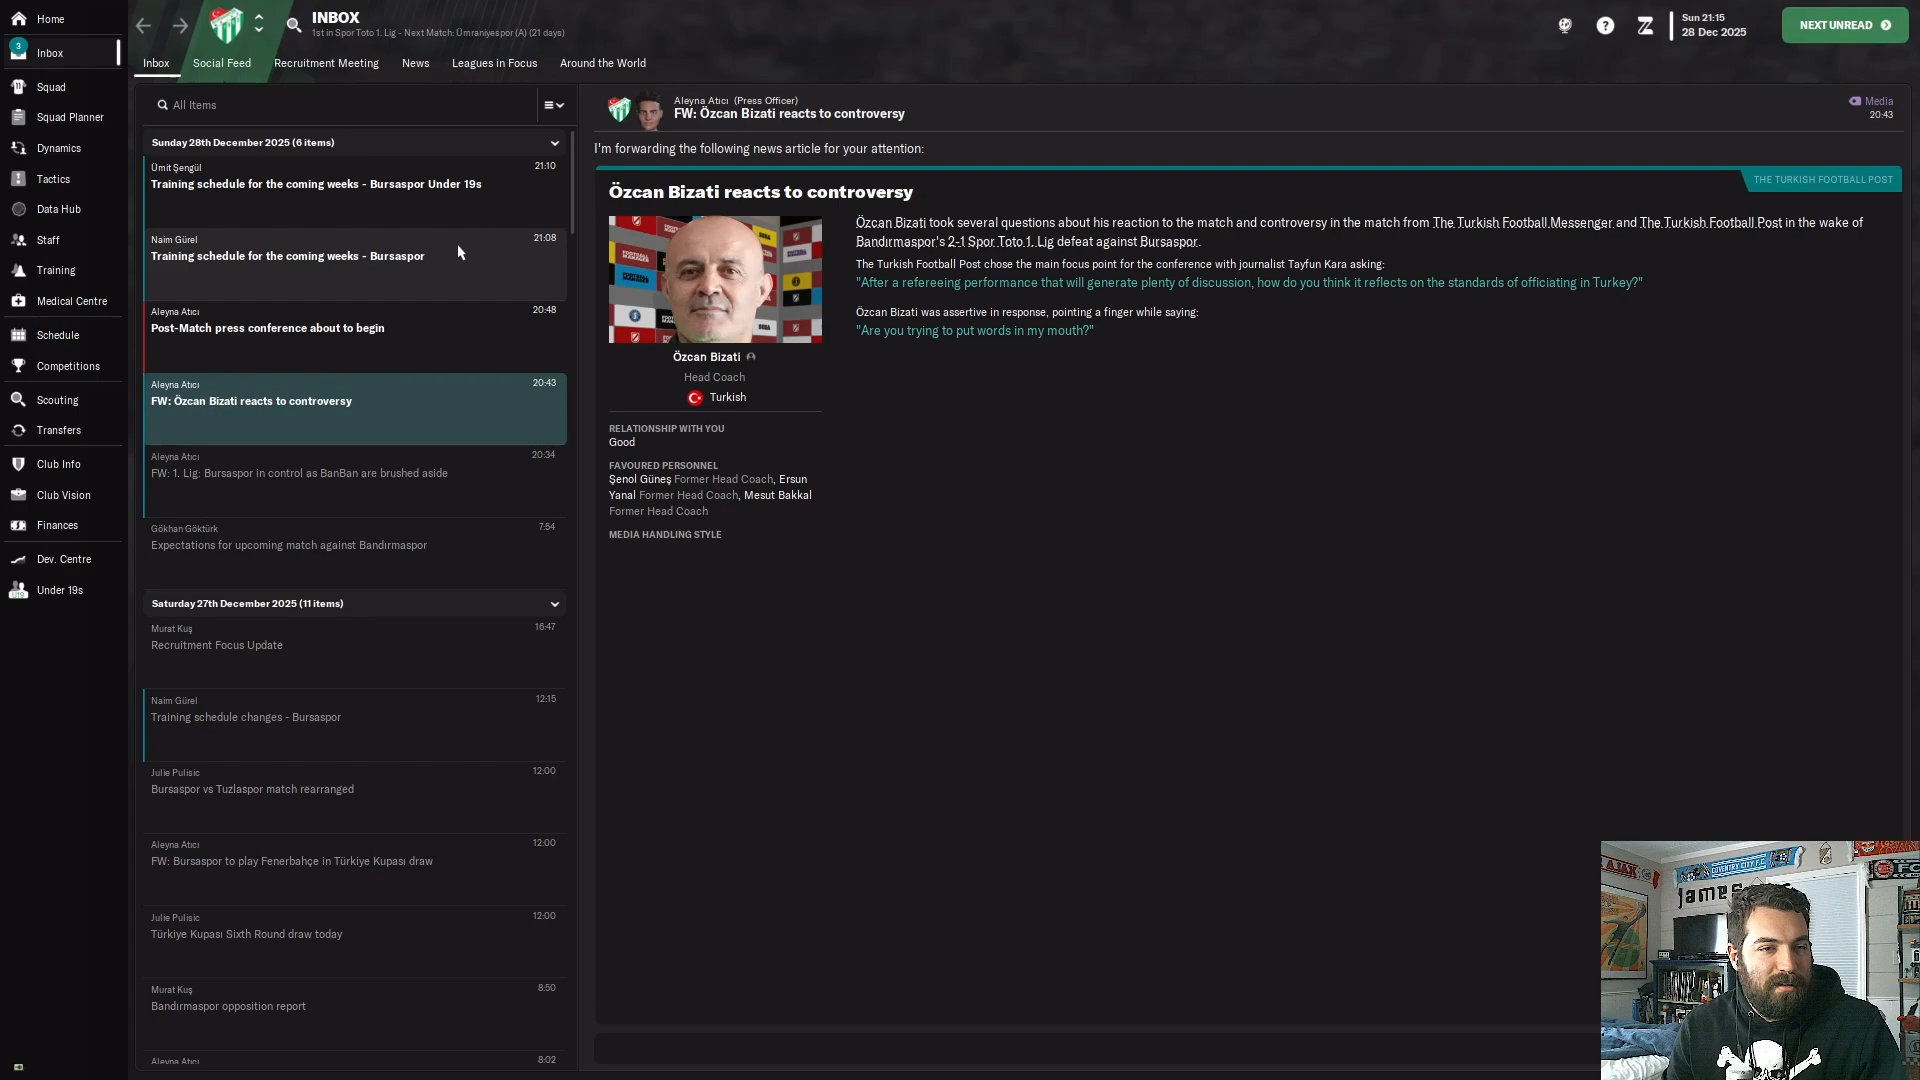 Home
3
Inbox
Squad
Squad Planner
Dynamics
Tactics
Data Hub
Staff
Training
Medical Centre
Schedule
Competitions
Scouting
Transfers
Club Info
Club Vision
Finances
Dev. Centre
Under 19s
INBOX
1st in Spor Toto 1. Lig - Next Match: Ümraniyespor (A) (21 days)
Sun 21:15
28 Dec 2025
NEXT UNREAD
Inbox
Social Feed
Recruitment Meeting
News
Leagues in Focus
Around the World
All Items
Sunday 28th December 2025 (6 items)
Ümit Şengül 21:10
Training schedule for the coming weeks - Bursaspor Under 19s
Naim Gürel 21:08
Training schedule for the coming weeks - Bursaspor
Aleyna Atıcı 20:48
Post-Match press conference about to begin
Aleyna Atıcı 20:43
FW: Özcan Bizati reacts to controversy
Aleyna Atıcı 20:34
FW: 1. Lig: Bursaspor in control as BanBan are brushed aside
Gökhan Göktürk 7:54
Expectations for upcoming match against Bandırmaspor
Saturday 27th December 2025 (11 items)
Murat Kuş 16:47
Recruitment Focus Update
Naim Gürel 12:15
Training schedule changes - Bursaspor
Julie Pulisic 12:00
Bursaspor vs Tuzlaspor match rearranged
Aleyna Atıcı 12:00
FW: Bursaspor to play Fenerbahçe in Türkiye Kupası draw
Julie Pulisic 12:00
Türkiye Kupası Sixth Round draw today
Murat Kuş 8:50
Bandırmaspor opposition report
Aleyna Atıcı 8:02
Aleyna Atıcı (Press Officer)
FW: Özcan Bizati reacts to controversy
Media
20:43
I'm forwarding the following news article for your attention:
THE TURKISH FOOTBALL POST
Özcan Bizati reacts to controversy
Özcan Bizati
Head Coach
Turkish
RELATIONSHIP WITH YOU
Good
FAVOURED PERSONNEL
Şenol Güneş Former Head Coach, Ersun
Yanal Former Head Coach, Mesut Bakkal
Former Head Coach
MEDIA HANDLING STYLE
Özcan Bizati took several questions about his reaction to the match and controversy in the match from The Turkish Football Messenger and The Turkish Football Post in the wake of
Bandırmaspor's 2-1 Spor Toto 1. Lig defeat against Bursaspor.
The Turkish Football Post chose the main focus point for the conference with journalist Tayfun Kara asking:
"After a refereeing performance that will generate plenty of discussion, how do you think it reflects on the standards of officiating in Turkey?"
Özcan Bizati was assertive in response, pointing a finger while saying:
"Are you trying to put words in my mouth?"
AJAX
COVENTRY CITY F.C.
james